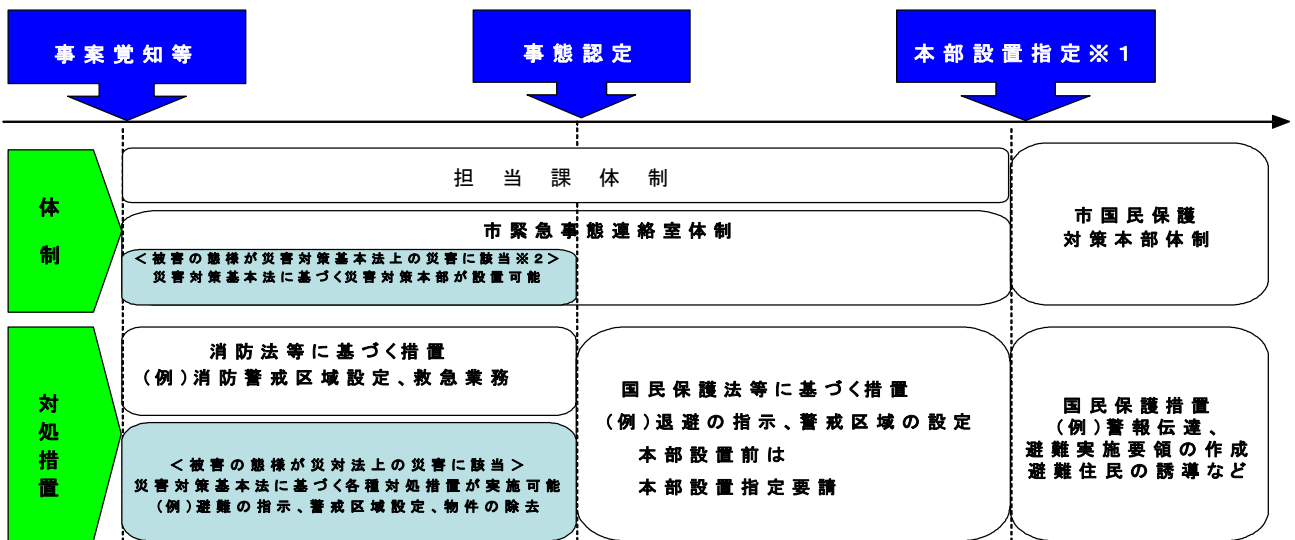 事案覚知等
事態認定
本部設置指定※1
体
制
担当課体制
市緊急事態連絡室体制
<被害の態様が災害対策基本法上の災害に該当※2>
災害対策基本法に基づく災害対策本部が設置可能
市国民保護
対策本部体制
対
処
措
置
消防法等に基づく措置
(例)消防警戒区域設定、救急業務
<被害の態様が災対法上の災害に該当>
災害対策基本法に基づく各種対処措置が実施可能
(例)避難の指示、警戒区域設定、物件の除去
国民保護法等に基づく措置
(例)退避の指示、警戒区域の設定
本部設置前は
本部設置指定要請
国民保護措置
(例)警報伝達、
避難実施要領の作成
避難住民の誘導など